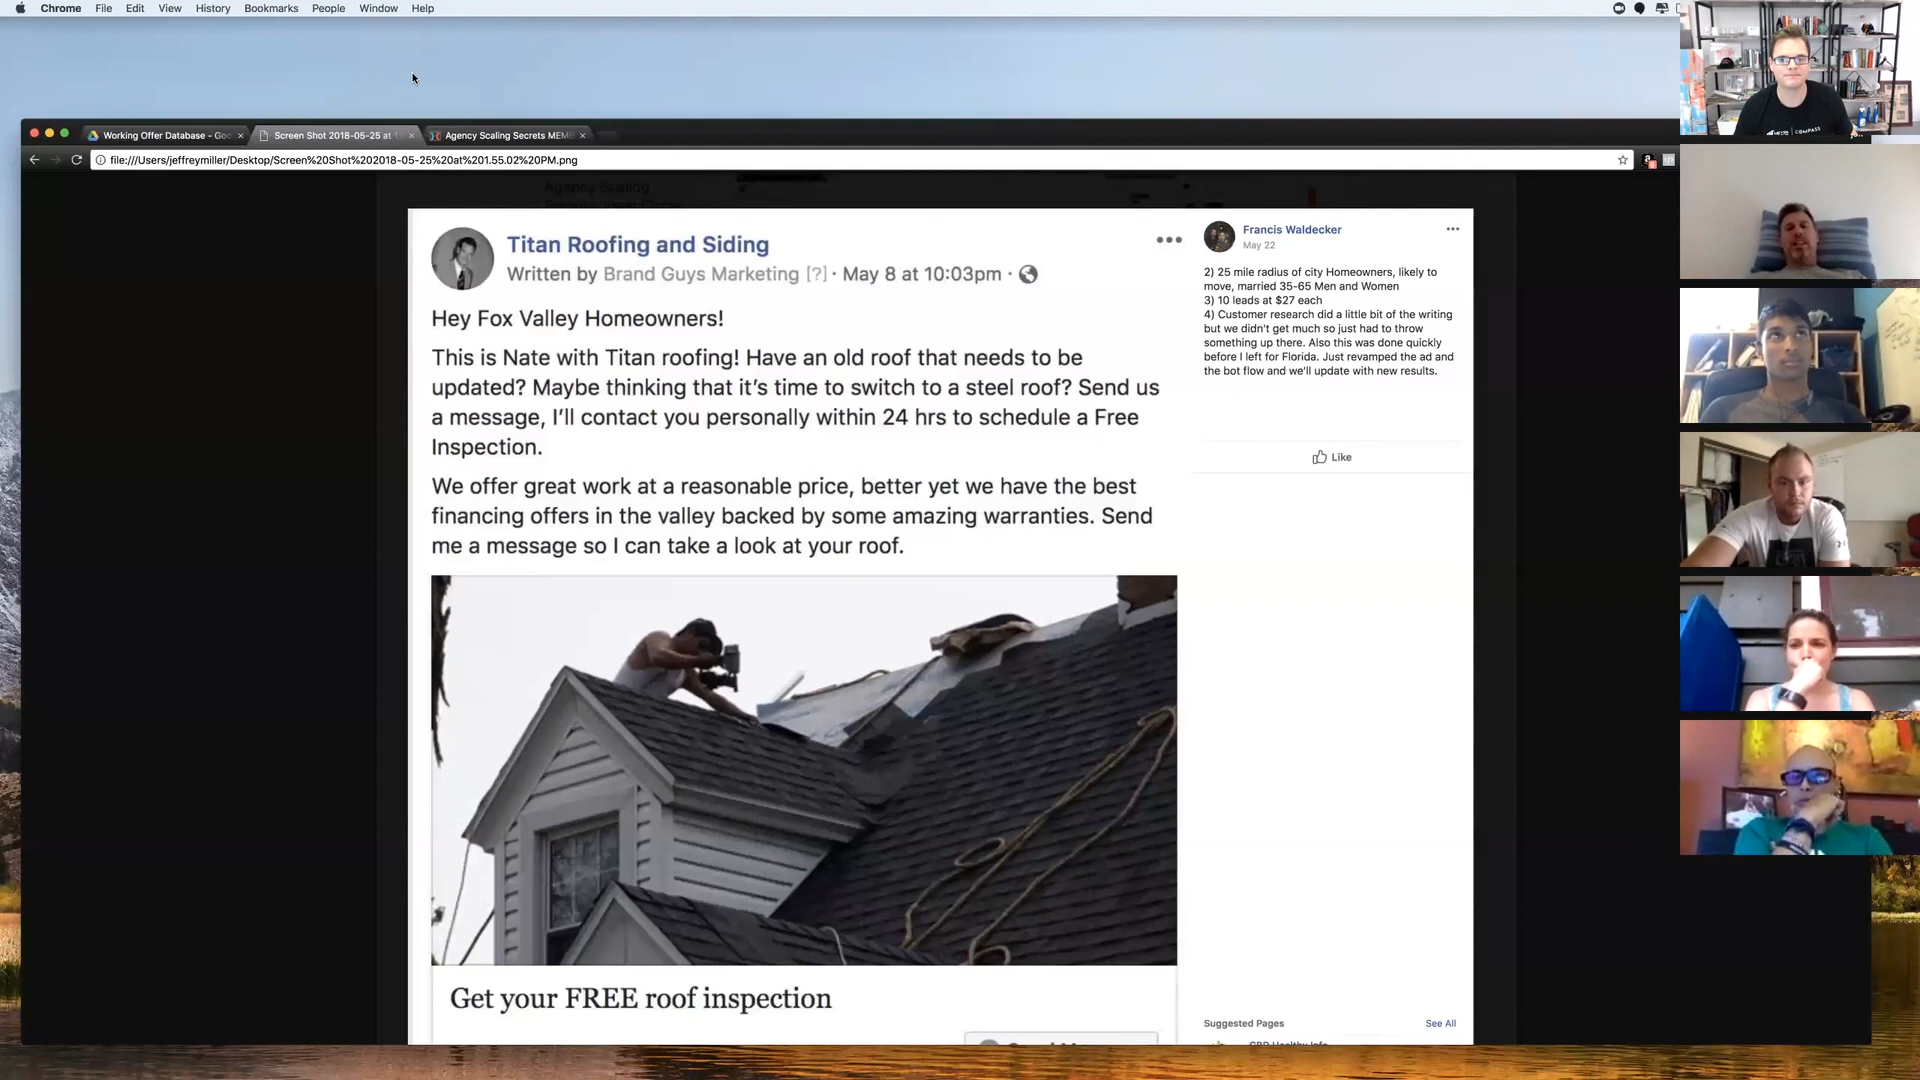 Chrome File Edit View History Bookmarks People Window Help
Working Offer Database - Goo
Screen Shot 2018-05-25 at 1
Agency Scaling Secrets MEM
file:///Users/jeffreymiller/Desktop/Screen%20Shot%202018-05-25%20at%201.55.02%20PM.png
Agency Scaling
Titan Roofing and Siding
Written by Brand Guys Marketing [?] · May 8 at 10:03pm ·
Hey Fox Valley Homeowners!
This is Nate with Titan roofing! Have an old roof that needs to be
updated? Maybe thinking that it's time to switch to a steel roof? Send us
a message, I'll contact you personally within 24 hrs to schedule a Free
Inspection.
We offer great work at a reasonable price, better yet we have the best
financing offers in the valley backed by some amazing warranties. Send
me a message so I can take a look at your roof.
Get your FREE roof inspection
Francis Waldecker
May 22
2) 25 mile radius of city Homeowners, likely to
move, married 35-65 Men and Women
3) 10 leads at $27 each
4) Customer research did a little bit of the writing
but we didn't get much so just had to throw
something up there. Also this was done quickly
before I left for Florida. Just revamped the ad and
the bot flow and we'll update with new results.
Like
Suggested Pages
See All
CBD Healthy Info
COMPASS